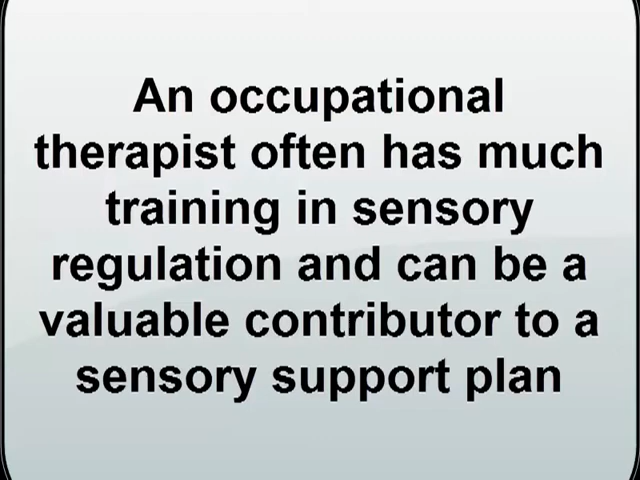 An occupational
therapist often has much
training in sensory
regulation and can be a
valuable contributor to a
sensory support plan